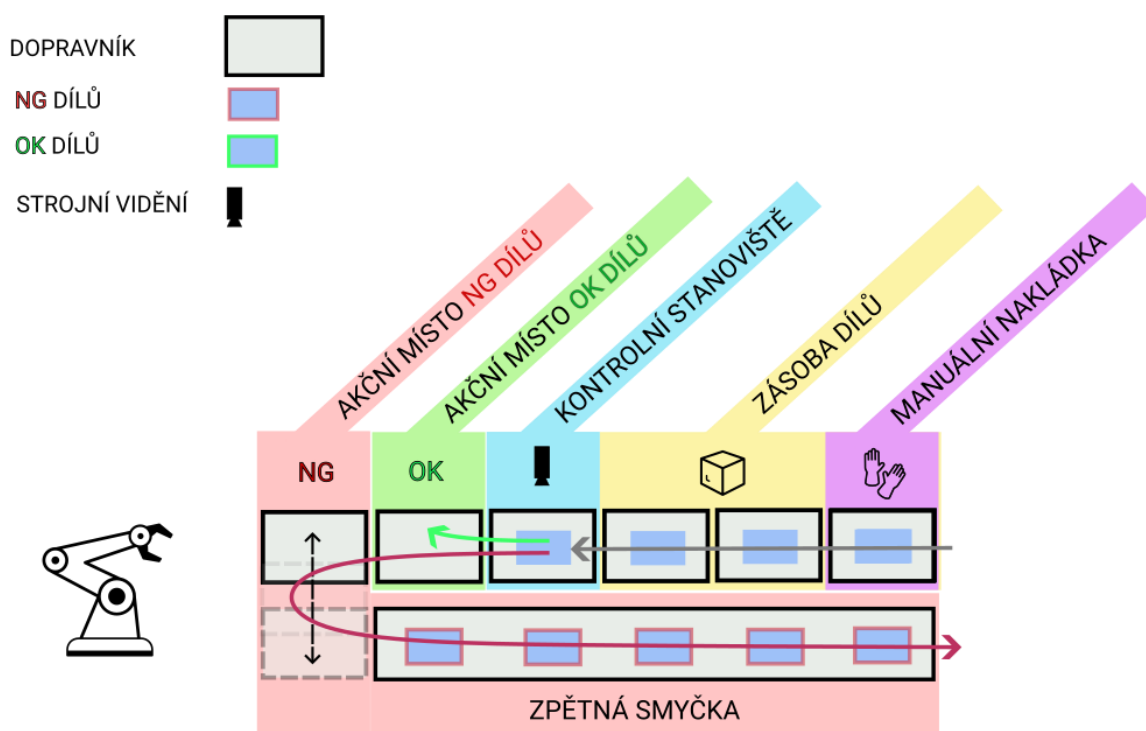 DOPRAVNÍK
NG DÍLŮ
OK DÍLŮ
STROJNÍ VIDĚNÍ
AKČNÍ MÍSTO NG DÍLŮ
AKČNÍ MÍSTO OK DÍLŮ
KONTROLNÍ STANOVIŠTĚ
ZÁSOBA DÍLŮ
MANUÁLNÍ NAKLÁDKA
NG
OK
ZPĚTNÁ SMYČKA